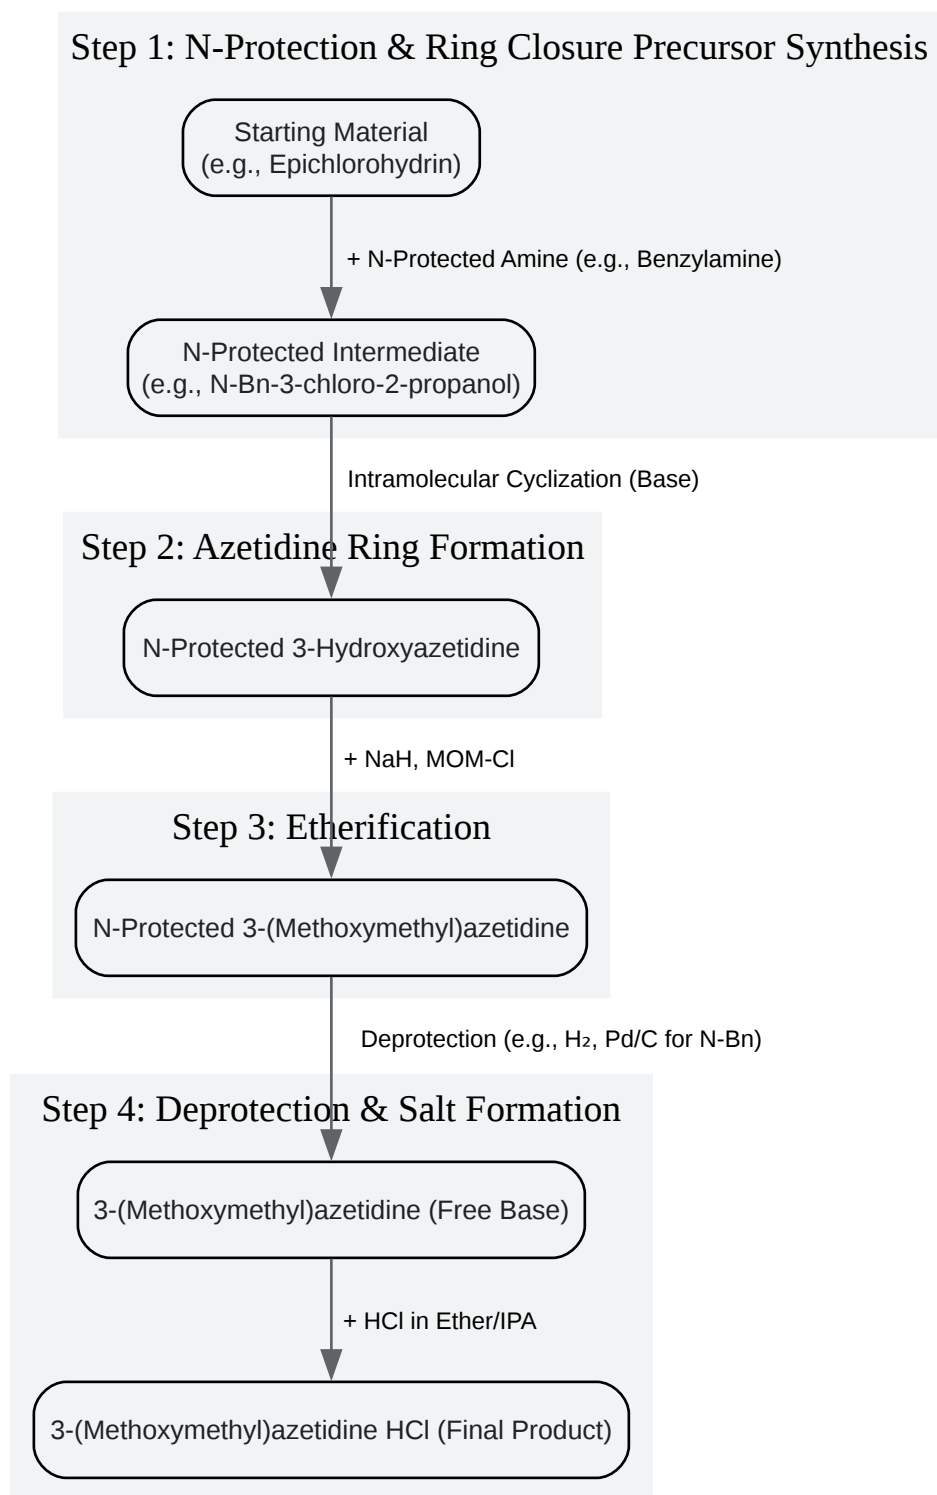 Step 1: N-Protection & Ring Closure Precursor Synthesis
Starting Material
(e.g., Epichlorohydrin)
+ N-Protected Amine (e.g., Benzylamine)
N-Protected Intermediate
(e.g., N-Bn-3-chloro-2-propanol)
Intramolecular Cyclization (Base)
Step 2: Azetidine Ring Formation
N-Protected 3-Hydroxyazetidine
+ NaH, MOM-Cl
Step 3: Etherification
N-Protected 3-(Methoxymethyl)azetidine
Deprotection (e.g., H₂, Pd/C for N-Bn)
Step 4: Deprotection & Salt Formation
3-(Methoxymethyl)azetidine (Free Base)
+ HCl in Ether/IPA
3-(Methoxymethyl)azetidine HCl (Final Product)